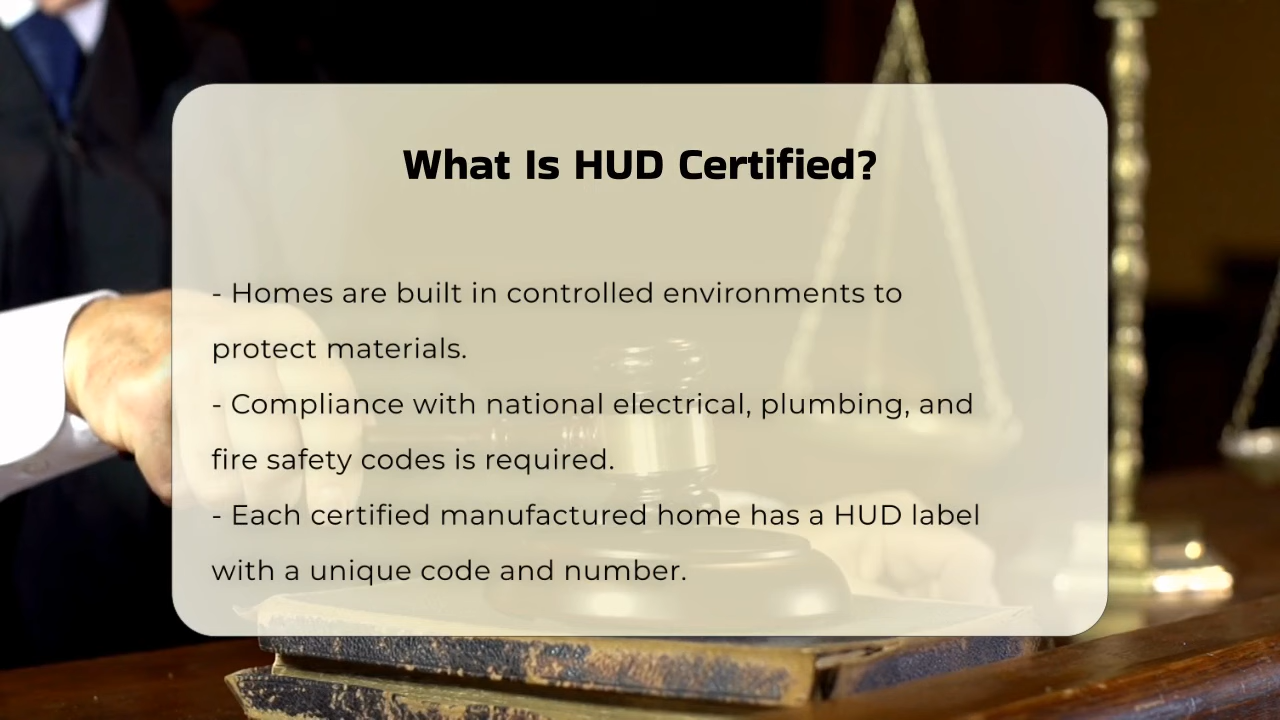 What Is HUD Certified?
- Homes are built in controlled environments to
protect materials.
- Compliance with national electrical, plumbing, and
fire safety codes is required.
- Each certified manufactured home has a HUD label
with a unique code and number.